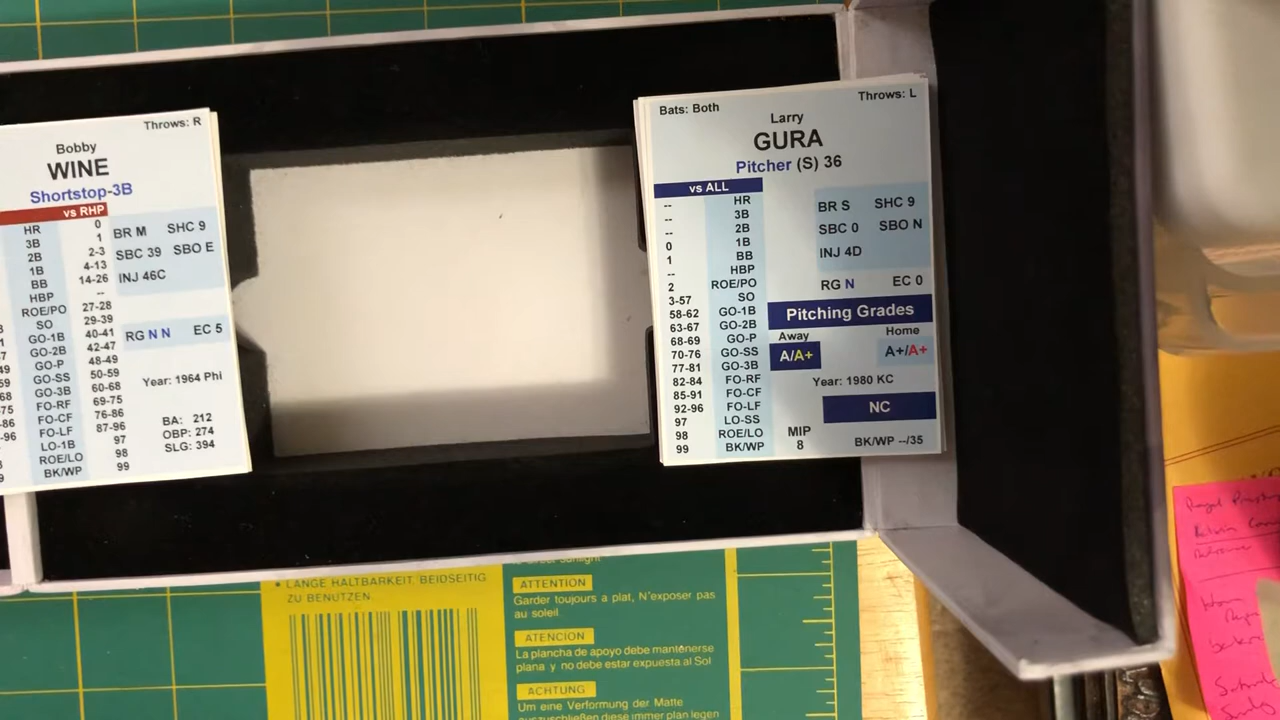 Throws: R
Bobby
WINE
Shortstop-3B
vs RHP
HR 0
3B 1
2B 2-3
1B 4-13
BB 14-26
HBP --
ROE/PO 27-28
SO 29-39
GO-1B 40-41
GO-2B 42-47
GO-P 48-49
GO-SS 50-59
GO-3B 60-68
FO-RF 69-75
FO-CF 76-86
FO-LF 87-96
LO-1B 97
ROE/LO 98
BK/WP 99
BR M SHC 9
SBC 39 SBO E
INJ 46C
RG N N EC 5
Year: 1964 Phi
BA: 212
OBP: 274
SLG: 394
Bats: Both Throws: L
Larry
GURA
Pitcher (S) 36
vs ALL
-- HR
-- 3B
-- 2B
0 1B
1 BB
-- HBP
2 ROE/PO
3-57 SO
58-62 GO-1B
63-67 GO-2B
68-69 GO-P
70-76 GO-SS
77-81 GO-3B
82-84 FO-RF
85-91 FO-CF
92-96 FO-LF
97 LO-SS
98 ROE/LO
99 BK/WP
BR S SHC 9
SBC 0 SBO N
INJ 4D
RG N EC 0
Pitching Grades
Away Home
A/A+ A+/A+
Year: 1980 KC
NC
MIP
8
BK/WP --/35
• LANGE HALTBARKEIT. BEIDSEITIG
ZU BENUTZEN.
ATTENTION
Garder toujours a plat, N'exposer pas
au soleil
ATENCION
La plancha de apoyo debe mantenerse
plana y no debe estar expuesta al Sol
ACHTUNG
Um eine Verformung der Matte
auszuschließen diese immer plan legen